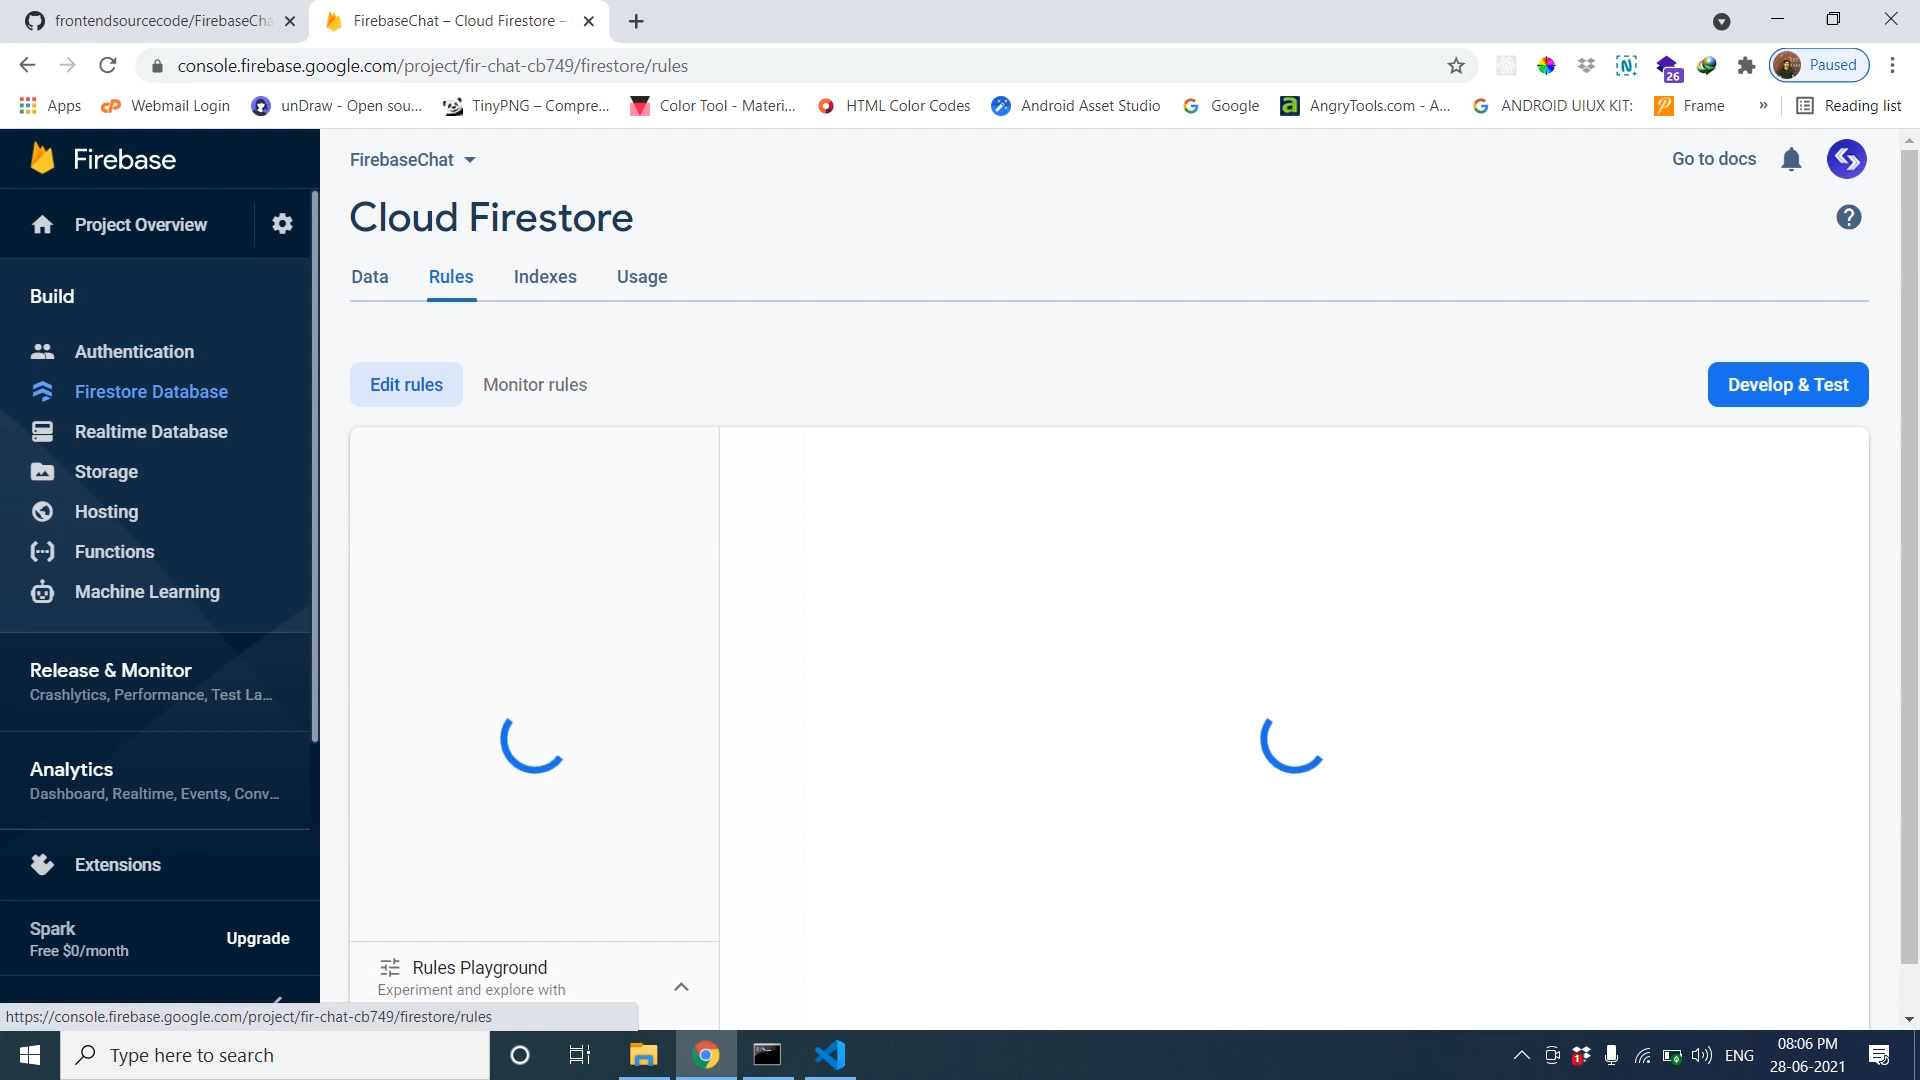 frontendsourcecode/FirebaseCha
FirebaseChat – Cloud Firestore –
console.firebase.google.com/project/fir-chat-cb749/firestore/rules
26
Paused
Apps
Webmail Login
unDraw - Open sou...
TinyPNG – Compre...
Color Tool - Materi...
HTML Color Codes
Android Asset Studio
Google
AngryTools.com - A...
ANDROID UIUX KIT:
Frame
»
Reading list
Firebase
FirebaseChat
Go to docs
Project Overview
Cloud Firestore
Data
Rules
Indexes
Usage
Build
Authentication
Firestore Database
Realtime Database
Storage
Hosting
Functions
Machine Learning
Edit rules
Monitor rules
Develop & Test
Release & Monitor
Crashlytics, Performance, Test La...
Analytics
Dashboard, Realtime, Events, Conv...
Extensions
Spark
Free $0/month
Upgrade
Rules Playground
Experiment and explore with
https://console.firebase.google.com/project/fir-chat-cb749/firestore/rules
Type here to search
1
ENG
08:06 PM
28-06-2021